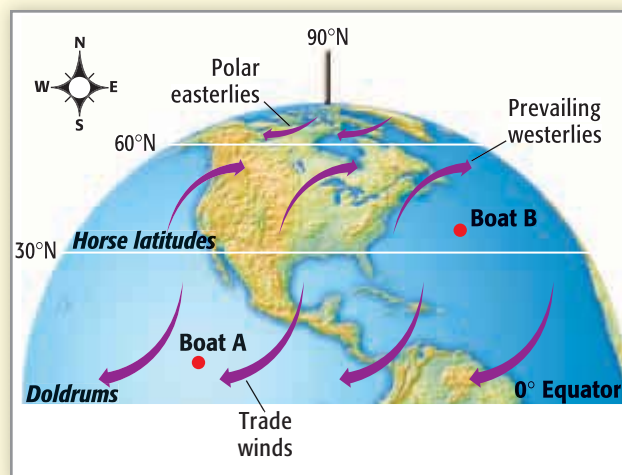 90°N
N
W
E
S
Polar
easterlies
Prevailing
westerlies
60°N
Boat B
Horse latitudes
30°N
Boat A
Doldrums
0° Equator
Trade
winds